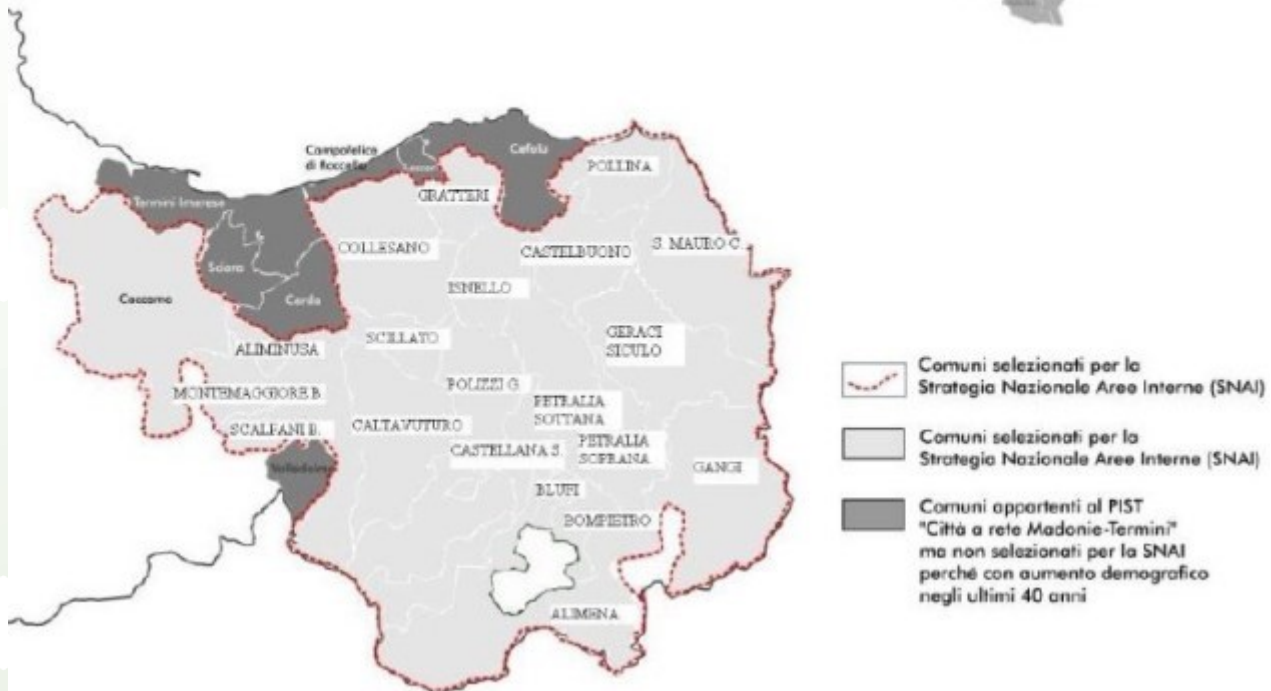 Campofelice
di Roccella
Cefalù
POLLINA
Lascari
GRATTERI
Termini Imerese
COLLESANO
CASTELBUONO
S. MAURO C.
Sciara
ISNELLO
Caccamo
Cerda
SCILLATO
GERACI
SICULO
ALIMINUSA
POLIZZI G.
MONTEMAGGIORE B.
PETRALIA
SOTTANA
SCALFANI B.
CALTAVUTURO
CASTELLANA S.
PETRALIA
SOPRANA
GANGI
Valledolmo
BLUFI
BOMPIETRO
ALIMENA
Comuni selezionati per la
Strategia Nazionale Aree Interne (SNAI)
Comuni selezionati per la
Strategia Nazionale Aree Interne (SNAI)
Comuni appartenti al PIST
"Città a rete Madonie-Termini"
ma non selezionati per la SNAI
perché con aumento demografico
negli ultimi 40 anni